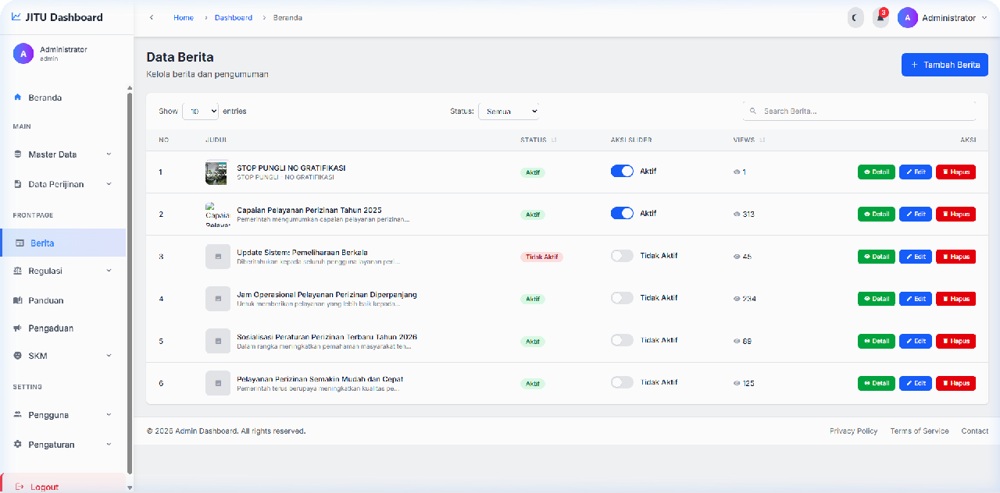 JITU Dashboard
Home > Dashboard > Beranda
3
A
Administrator
A
Administrator
admin
Beranda
MAIN
Master Data
Data Perijinan
FRONTPAGE
Berita
Regulasi
Panduan
Pengaduan
SKM
SETTING
Pengguna
Pengaturan
Logout
Data Berita
Kelola berita dan pengumuman
+ Tambah Berita
Show 10 entries
Status: Semua
Search Berita...
NO JUDUL STATUS AKSI SLIDER VIEWS AKSI
1 STOP PUNGLI NO GRATIFIKASI Aktif Aktif 1 Detail Edit Hapus
STOP PUNGLI - NO GRATIFIKASI
2 Capaian Pelayanan Perizinan Tahun 2025 Aktif Aktif 313 Detail Edit Hapus
Pemerintah mengumumkan capaian pelayanan perizinan...
Capaian
Pelaya
3 Update Sistem: Pemeliharaan Berkala Tidak Aktif Tidak Aktif 45 Detail Edit Hapus
Diberitahukan kepada seluruh pengguna layanan peri...
4 Jam Operasional Pelayanan Perizinan Diperpanjang Aktif Tidak Aktif 234 Detail Edit Hapus
Untuk memberikan pelayanan yang lebih baik kepada...
5 Sosialisasi Peraturan Perizinan Terbaru Tahun 2026 Aktif Tidak Aktif 89 Detail Edit Hapus
Dalam rangka meningkatkan pemahaman masyarakat ten...
6 Pelayanan Perizinan Semakin Mudah dan Cepat Aktif Tidak Aktif 125 Detail Edit Hapus
Pemerintah terus berupaya meningkatkan kualitas pe...
© 2026 Admin Dashboard. All rights reserved.
Privacy Policy Terms of Service Contact